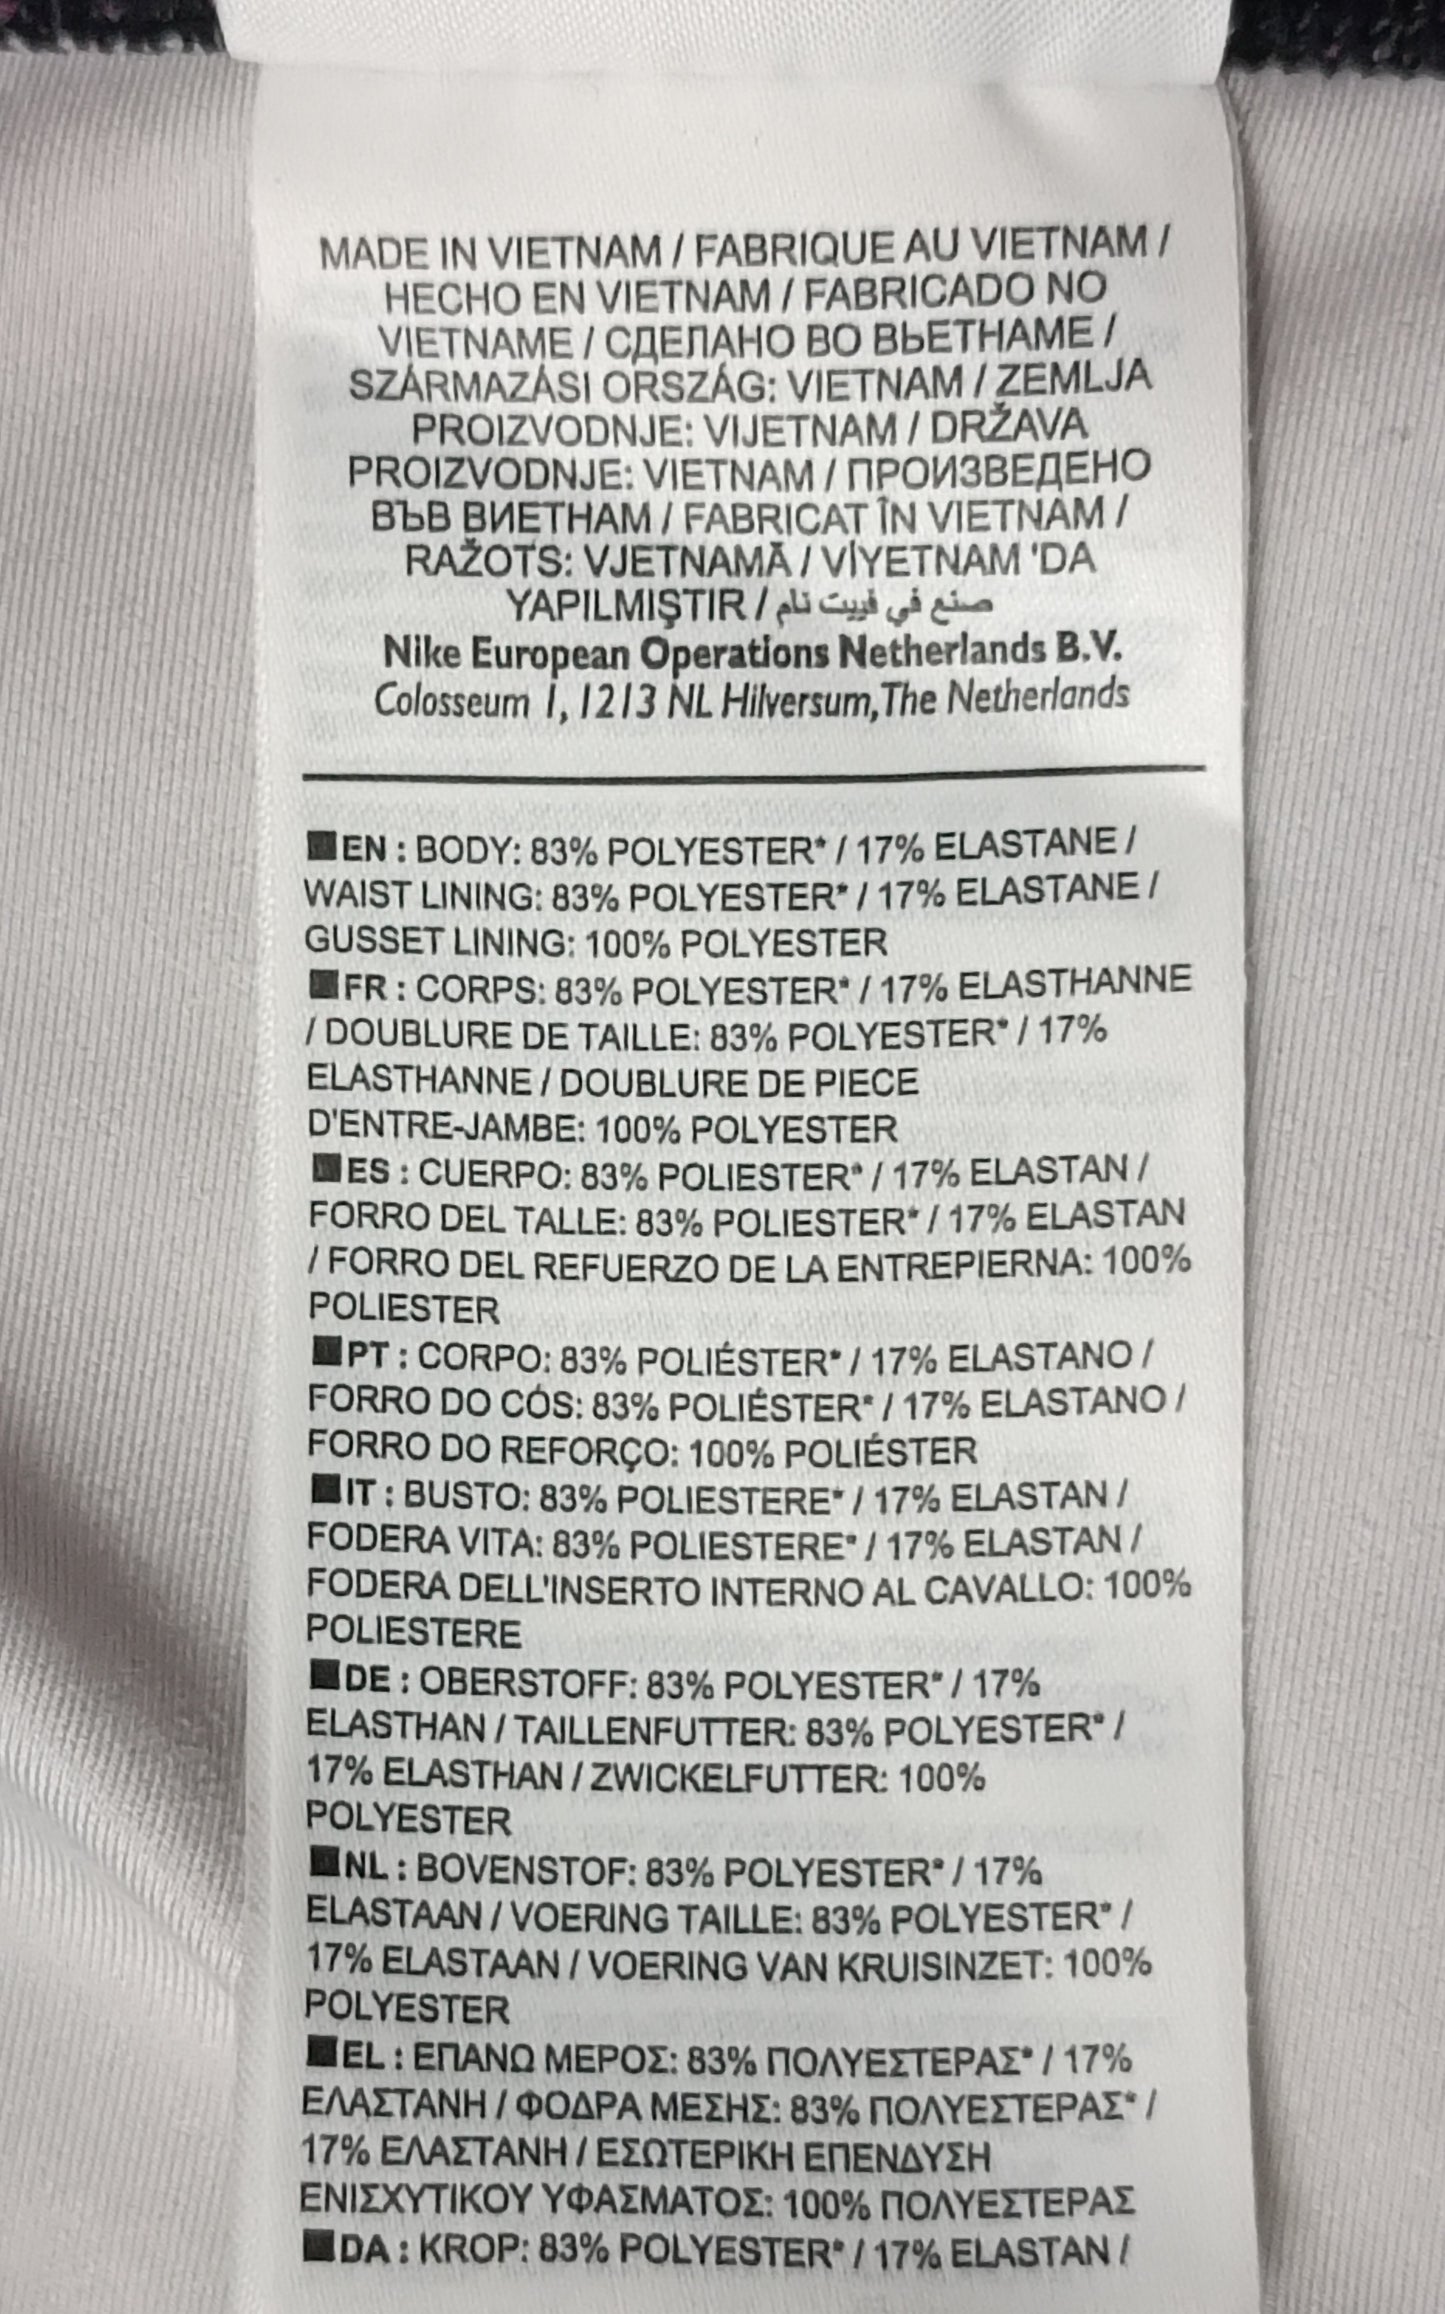 MADE IN VIETNAM / FABRIQUE AU VIETNAM /
HECHO EN VIETNAM / FABRICADO NO
VIETNAME / СДЕЛАНО ВО ВЬЕТНАМЕ /
SZÁRMAZÁSI ORSZÁG: VIETNAM / ZEMLJA
PROIZVODNJE: VIJETNAM / DRŽAVA
PROIZVODNJE: VIETNAM / ПРОИЗВЕДЕНО
ВЪВ ВИЕТНАМ / FABRICAT ÎN VIETNAM /
RAŽOTS: VJETNAMĀ / VİYETNAM 'DA
YAPILMIŞTIR / صنع في فييت نام
Nike European Operations Netherlands B.V.
Colosseum 1, 1213 NL Hilversum, The Netherlands
■EN : BODY: 83% POLYESTER* / 17% ELASTANE /
WAIST LINING: 83% POLYESTER* / 17% ELASTANE /
GUSSET LINING: 100% POLYESTER
■FR : CORPS: 83% POLYESTER* / 17% ELASTHANNE
/ DOUBLURE DE TAILLE: 83% POLYESTER* / 17%
ELASTHANNE / DOUBLURE DE PIECE
D'ENTRE-JAMBE: 100% POLYESTER
■ES : CUERPO: 83% POLIESTER* / 17% ELASTAN /
FORRO DEL TALLE: 83% POLIESTER* / 17% ELASTAN
/ FORRO DEL REFUERZO DE LA ENTREPIERNA: 100%
POLIESTER
■PT : CORPO: 83% POLIÉSTER* / 17% ELASTANO /
FORRO DO CÓS: 83% POLIÉSTER* / 17% ELASTANO /
FORRO DO REFORÇO: 100% POLIÉSTER
■IT : BUSTO: 83% POLIESTERE* / 17% ELASTAN /
FODERA VITA: 83% POLIESTERE* / 17% ELASTAN /
FODERA DELL'INSERTO INTERNO AL CAVALLO: 100%
POLIESTERE
■DE : OBERSTOFF: 83% POLYESTER* / 17%
ELASTHAN / TAILLENFUTTER: 83% POLYESTER* /
17% ELASTHAN / ZWICKELFUTTER: 100%
POLYESTER
■NL : BOVENSTOF: 83% POLYESTER* / 17%
ELASTAAN / VOERING TAILLE: 83% POLYESTER* /
17% ELASTAAN / VOERING VAN KRUISINZET: 100%
POLYESTER
■EL : ΕΠΑΝΩ ΜΕΡΟΣ: 83% ΠΟΛΥΕΣΤΕΡΑΣ* / 17%
ΕΛΑΣΤΑΝΗ / ΦΟΔΡΑ ΜΕΣΗΣ: 83% ΠΟΛΥΕΣΤΕΡΑΣ* /
17% ΕΛΑΣΤΑΝΗ / ΕΣΩΤΕΡΙΚΗ ΕΠΕΝΔΥΣΗ
ΕΝΙΣΧΥΤΙΚΟΥ ΥΦΑΣΜΑΤΟΣ: 100% ΠΟΛΥΕΣΤΕΡΑΣ
■DA : KROP: 83% POLYESTER* / 17% ELASTAN /